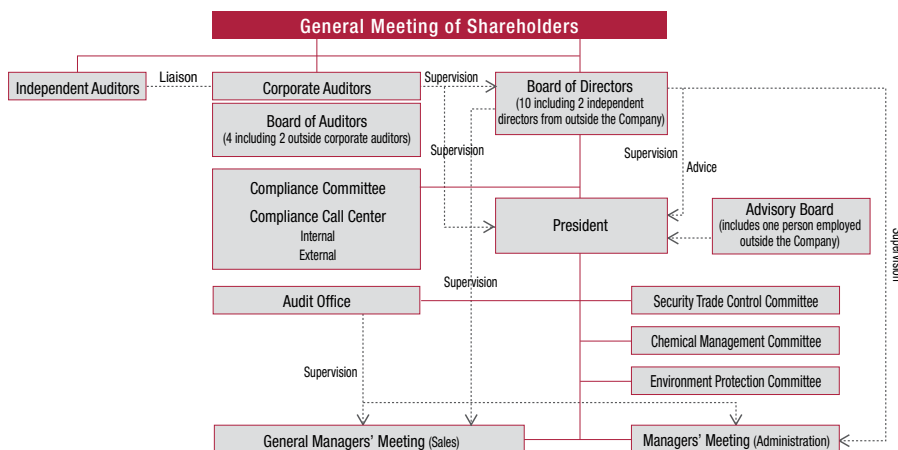 General Meeting of Shareholders
Independent Auditors
Liaison
Corporate Auditors
Supervision
Board of Directors
(10 including 2 independent
directors from outside the Company)
Board of Auditors
(4 including 2 outside corporate auditors)
Supervision
Supervision
Advice
Compliance Committee
Compliance Call Center
Internal
External
President
Advisory Board
(includes one person employed
outside the Company)
Supervision
Supervision
Audit Office
Security Trade Control Committee
Chemical Management Committee
Supervision
Environment Protection Committee
General Managers' Meeting (Sales)
Managers' Meeting (Administration)